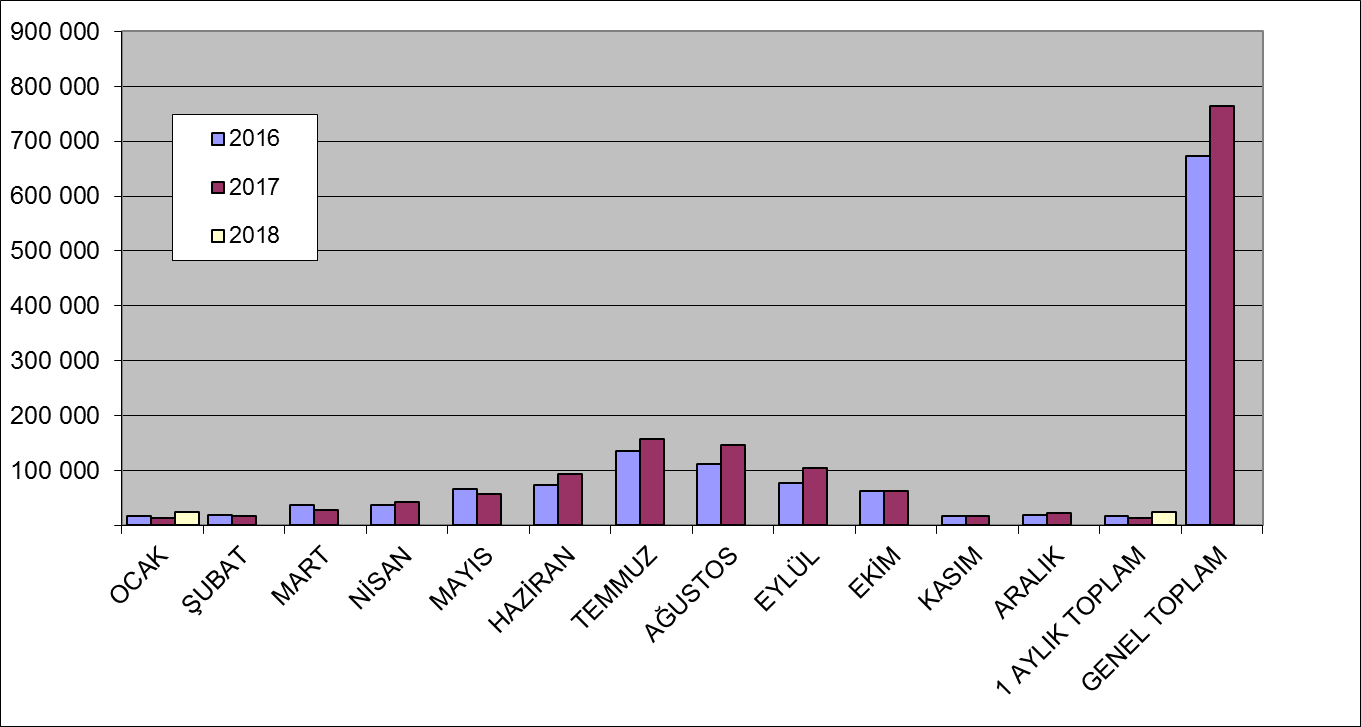 900 000
800 000
700 000
600 000
500 000
400 000
300 000
200 000
100 000
2016
2017
2018
OCAK
ŞUBAT
MART
NİSAN
MAYIS
HAZİRAN
TEMMUZ
AĞUSTOS
EYLÜL
EKİM
KASIM
ARALIK
1 AYLIK TOPLAM
GENEL TOPLAM